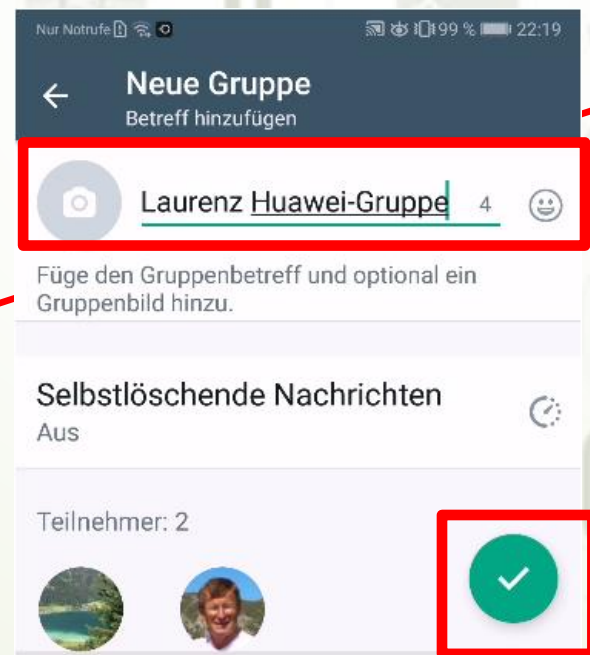 Nur Notrufe 99 % 22:19
Neue Gruppe
Betreff hinzufügen
Laurenz Huawei-Gruppe 4
Füge den Gruppenbetreff und optional ein
Gruppenbild hinzu.
Selbstlöschende Nachrichten
Aus
Teilnehmer: 2